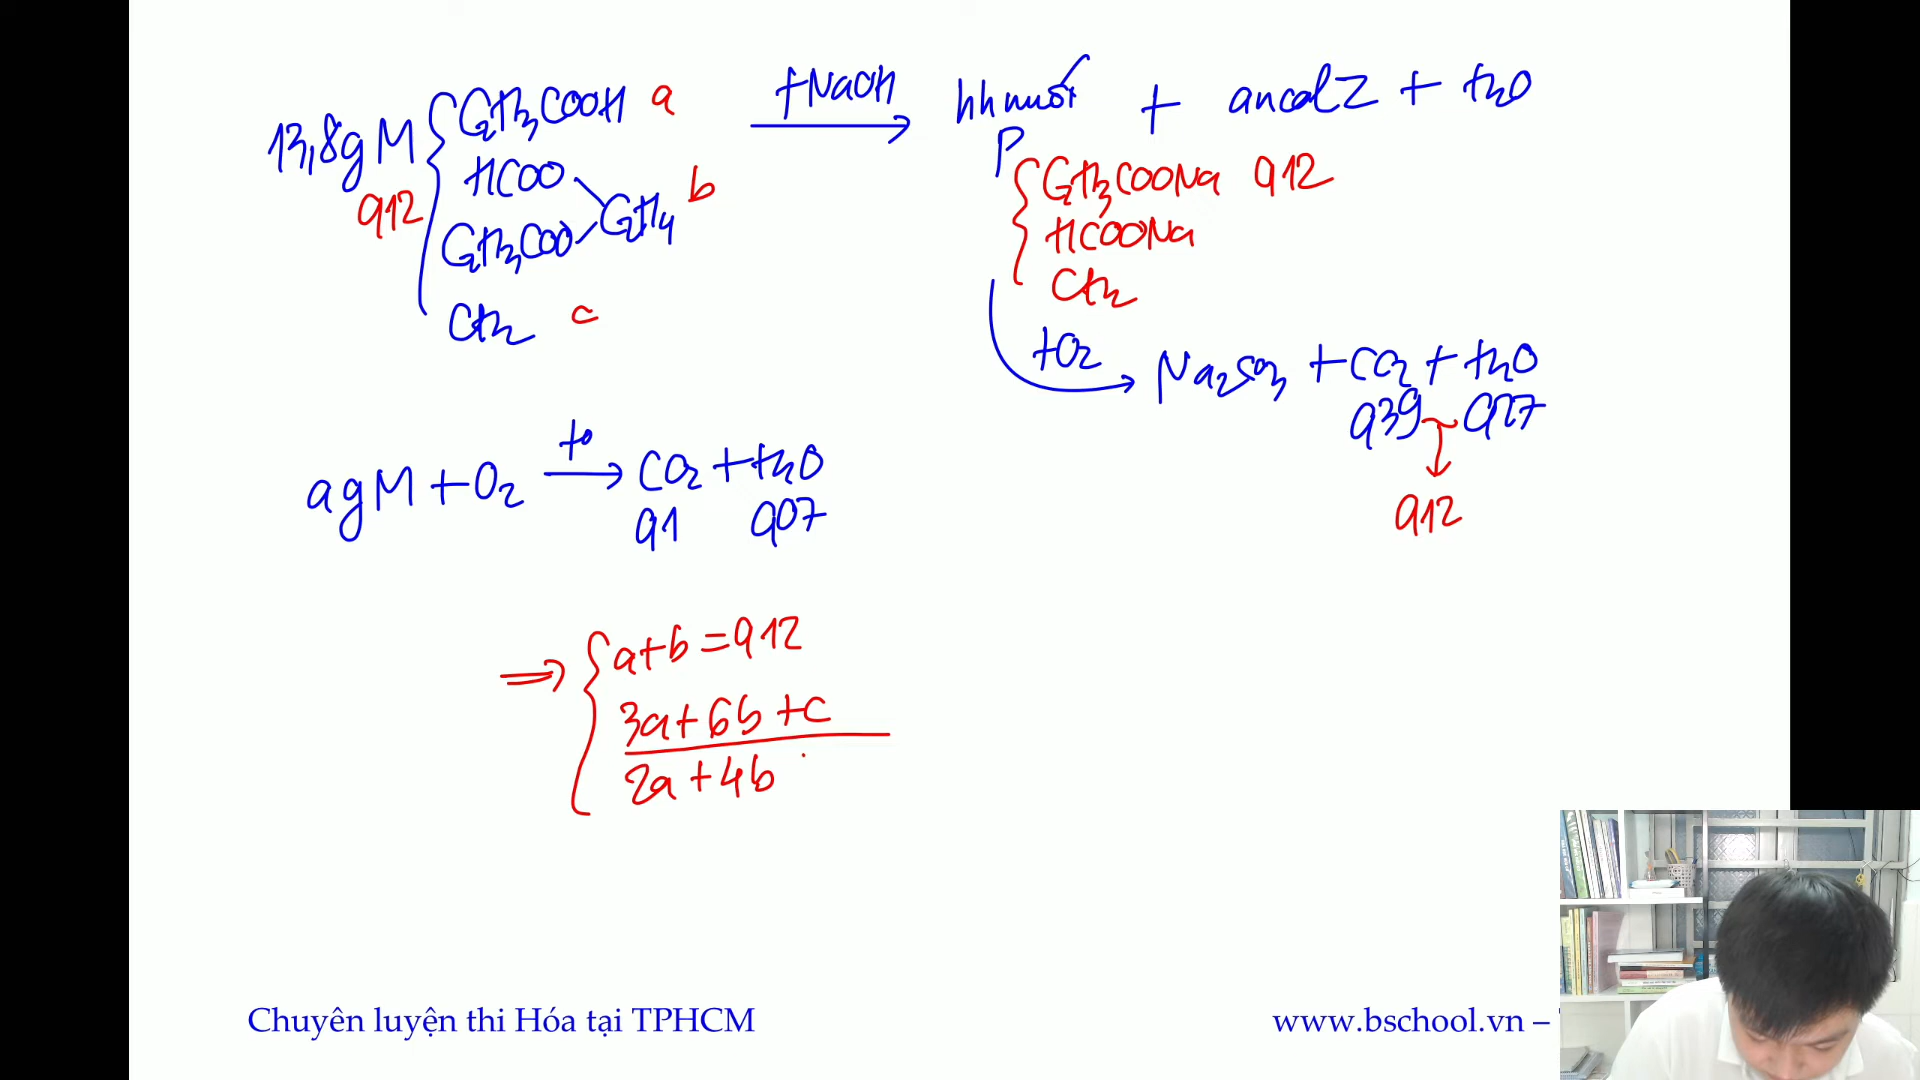 13,8g M { C₂H₃COOH a
0,12
HCOO
C₂H₃COO
C₂H₄ b
CH₂ c
+NaOH
hh muối + ancol Z + H₂O
P
{ C₂H₃COONa 0,12
HCOONa
CH₂
+O₂
Na₂CO₃ + CO₂ + H₂O
0,39 0,27
0,12
a g M + O₂ t° → CO₂ + H₂O
0,1 0,07
⇒ { a+b = 0,12
3a+6b+c
2a+4b
Chuyên luyện thi Hóa tại TPHCM
www.bschool.vn –